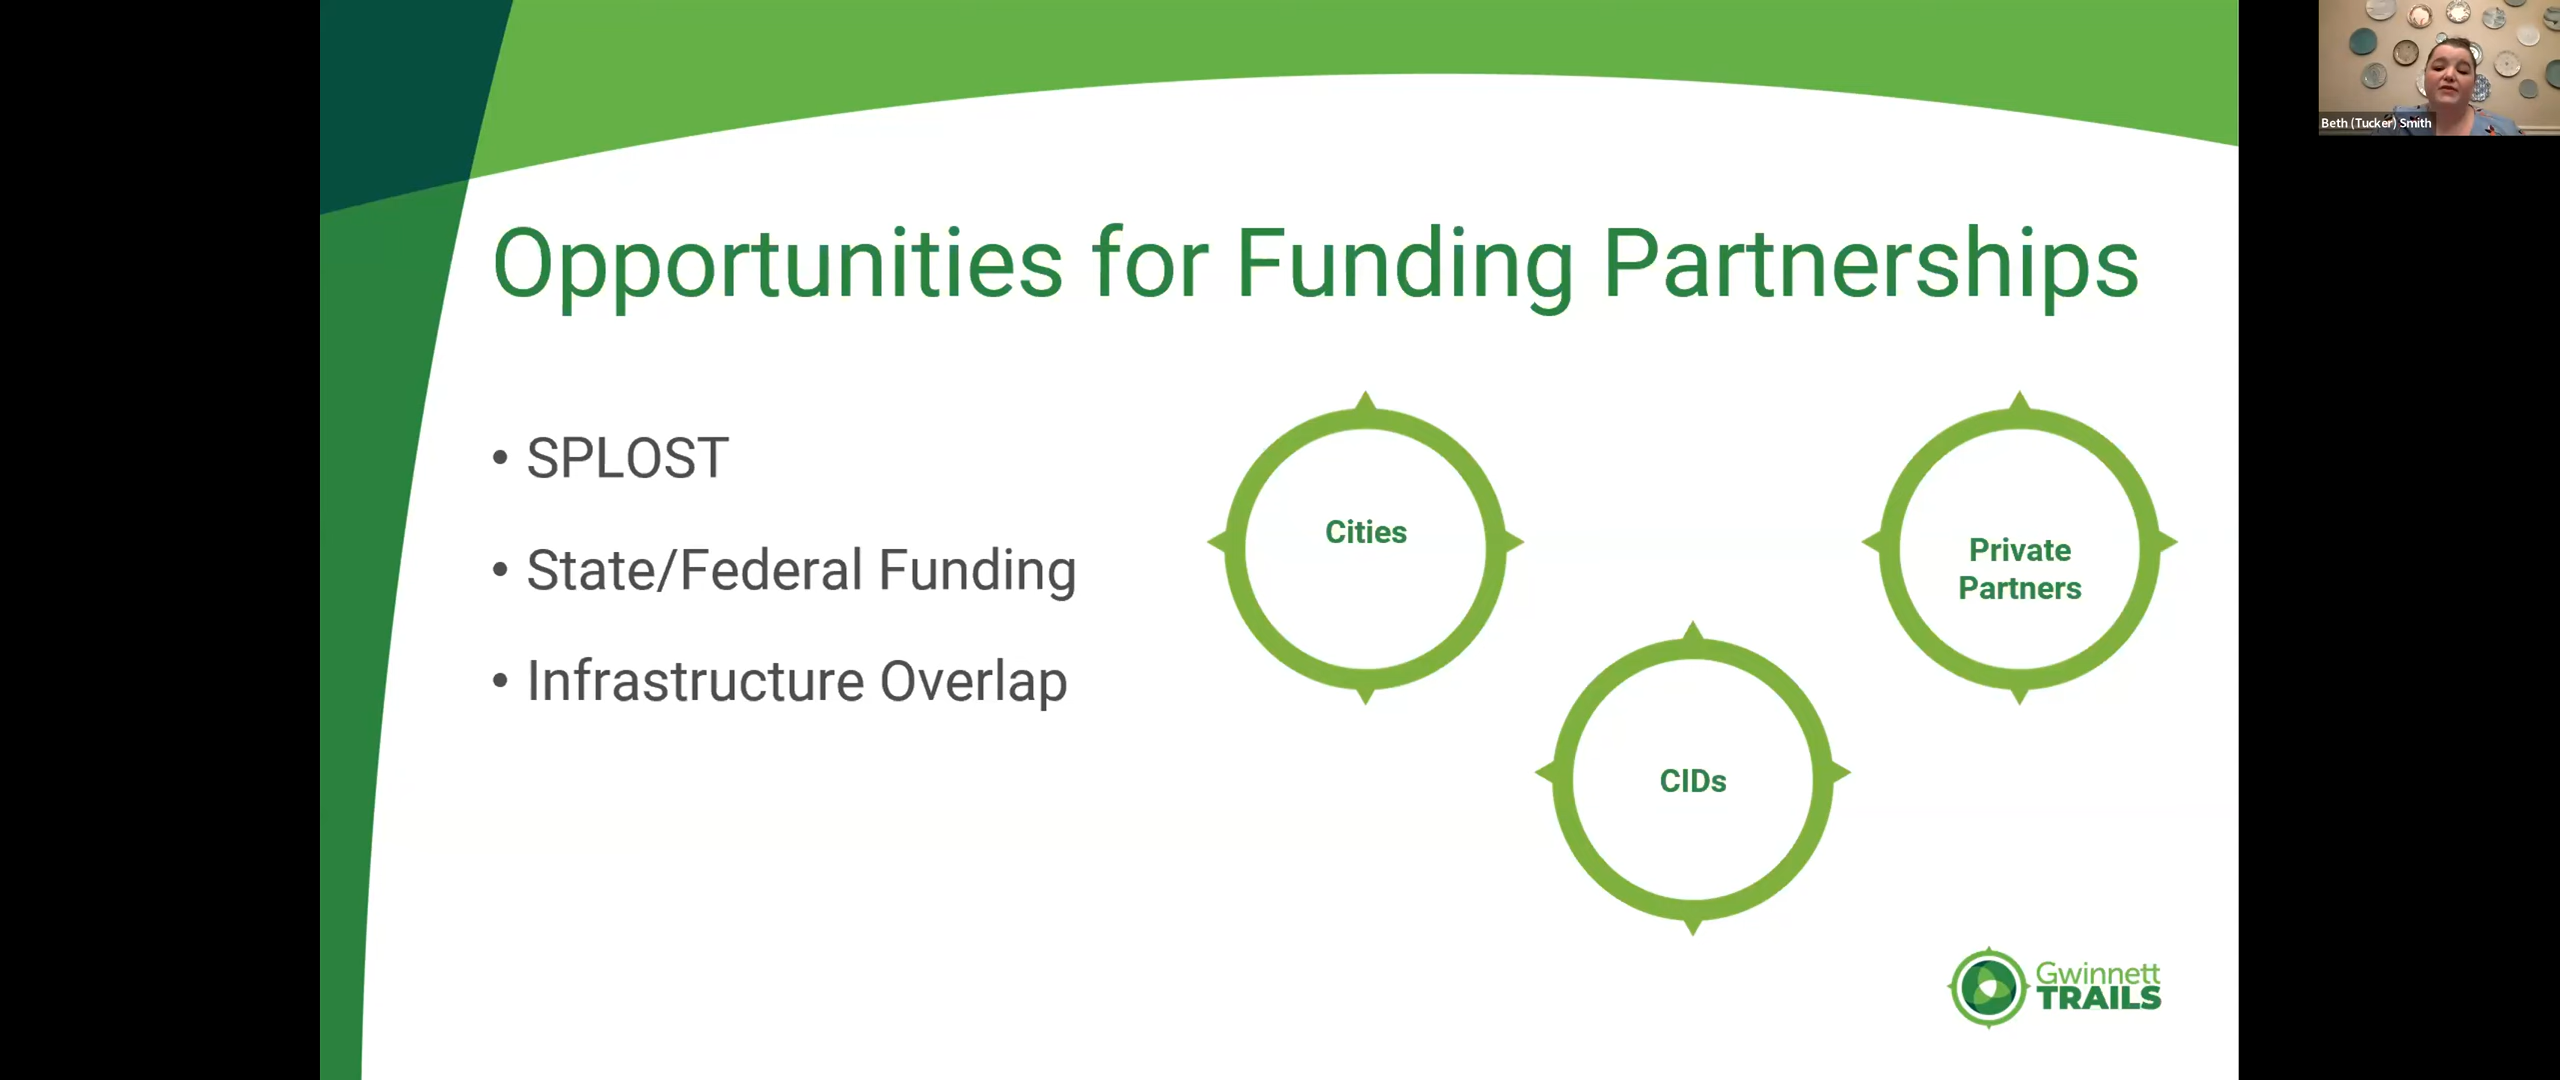 Beth (Tucker) Smith
Opportunities for Funding Partnerships
• SPLOST
• State/Federal Funding
• Infrastructure Overlap
Cities
Private
Partners
CIDs
Gwinnett
TRAILS